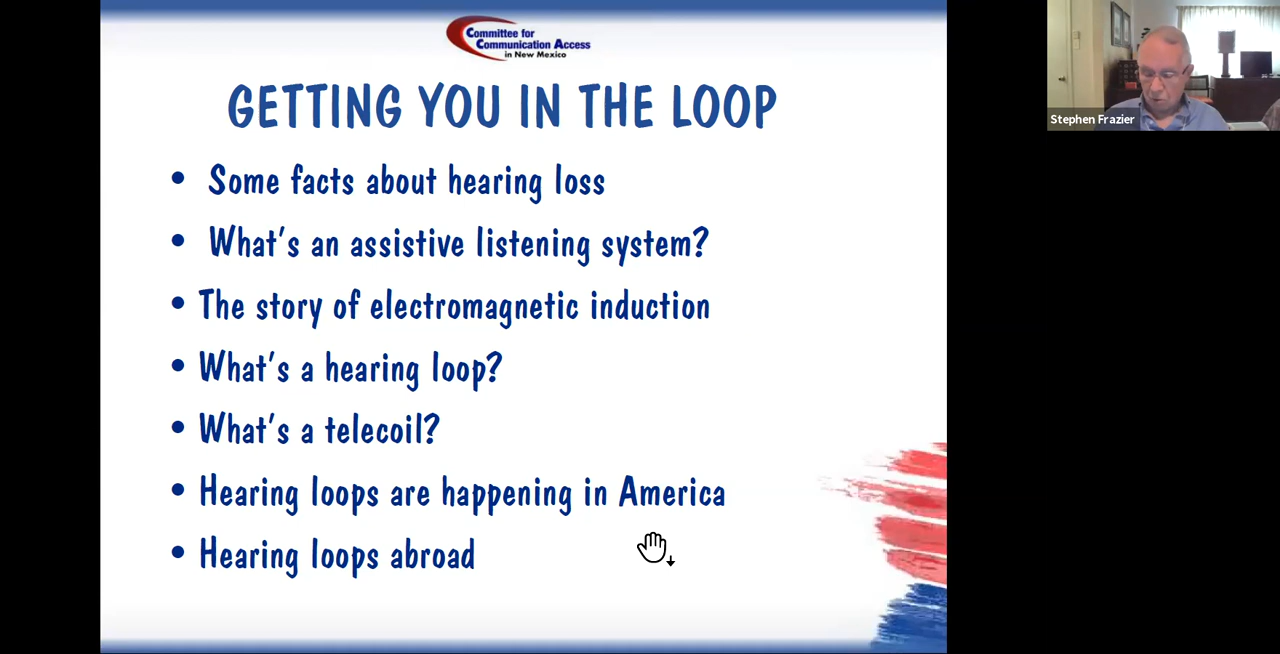 Committee for
Communication Access
in New Mexico
GETTING YOU IN THE LOOP
• Some facts about hearing loss
• What's an assistive listening system?
• The story of electromagnetic induction
• What's a hearing loop?
• What's a telecoil?
• Hearing loops are happening in America
• Hearing loops abroad
Stephen Frazier